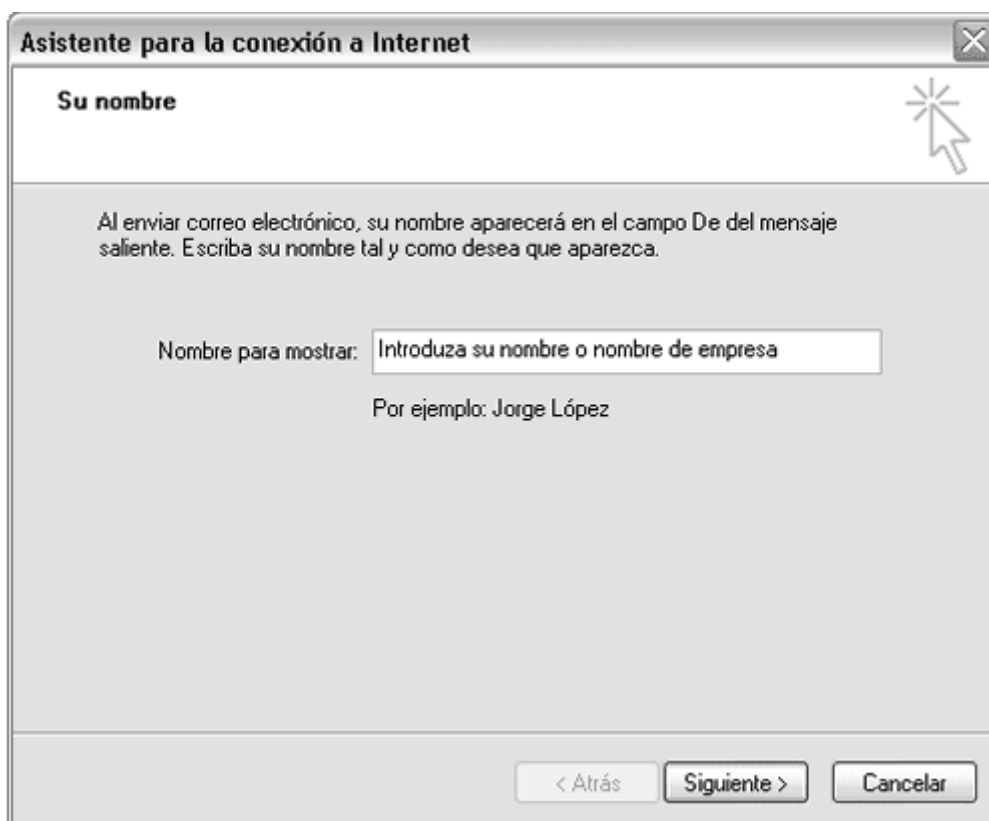 Asistente para la conexión a Internet
Su nombre
Al enviar correo electrónico, su nombre aparecerá en el campo De del mensaje
saliente. Escriba su nombre tal y como desea que aparezca.
Nombre para mostrar: Introduza su nombre o nombre de empresa
Por ejemplo: Jorge López
< Atrás Siguiente > Cancelar